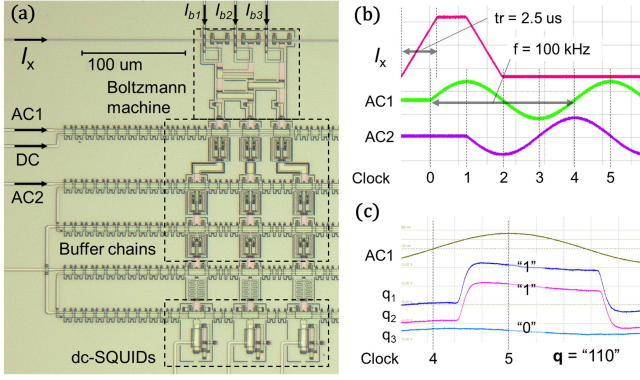 (a)
I_b1 I_b2 I_b3
I_x
100 um
Boltzmann
machine
AC1
DC
AC2
Buffer chains
dc-SQUIDs
(b)
tr = 2.5 us
I_x
f = 100 kHz
AC1
AC2
Clock 0 1 2 3 4 5
(c)
AC1
"1"
q1
"1"
q2
"0"
q3
q = "110"
Clock 4 5